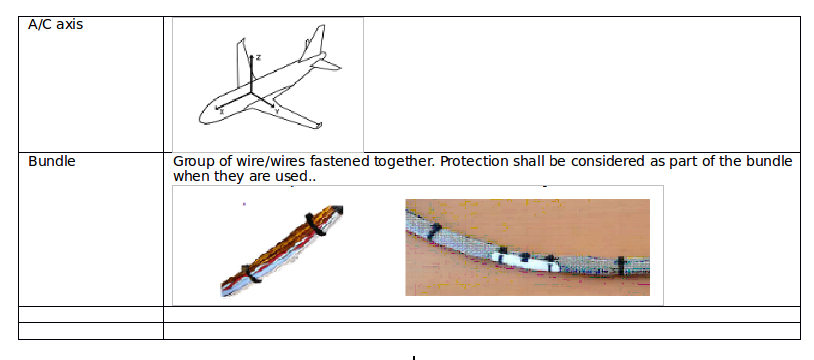 A/C axis
Z
X
Y
Bundle
Group of wire/wires fastened together. Protection shall be considered as part of the bundle
when they are used..